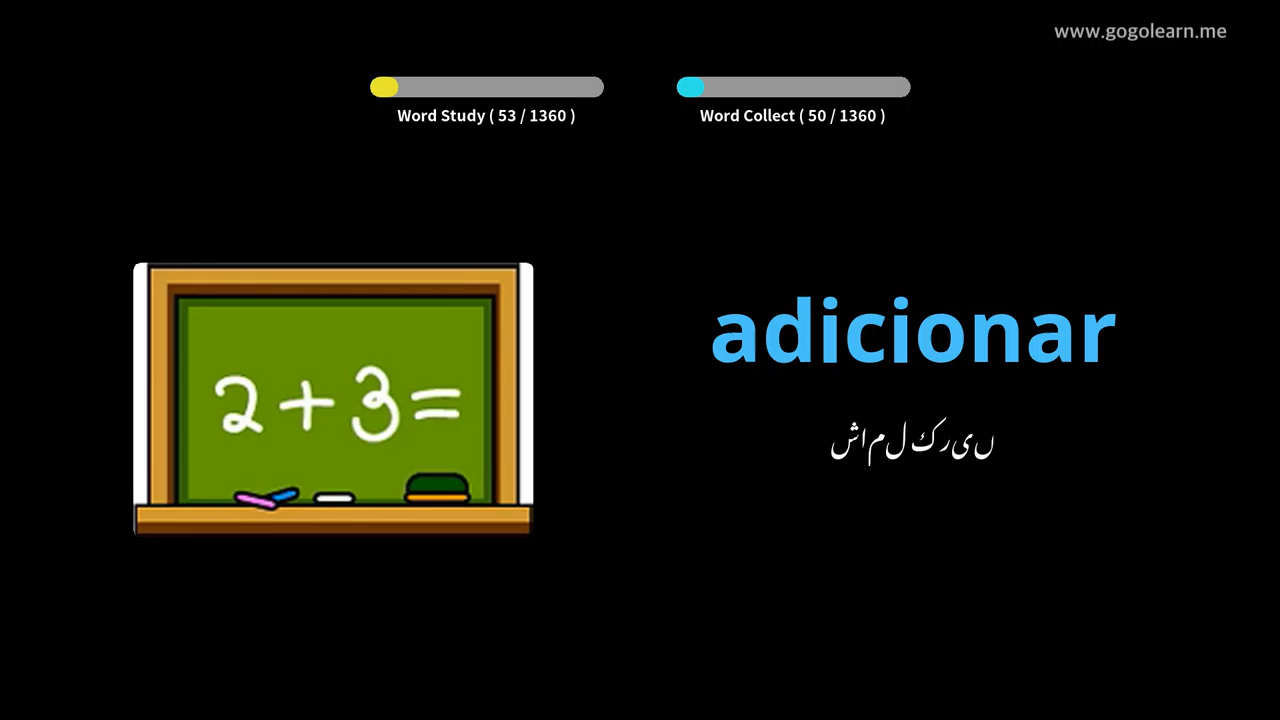 www.gogolearn.me
Word Study ( 53 / 1360 )
Word Collect ( 50 / 1360 )
adicionar
شامل کریں
2 + 3 =